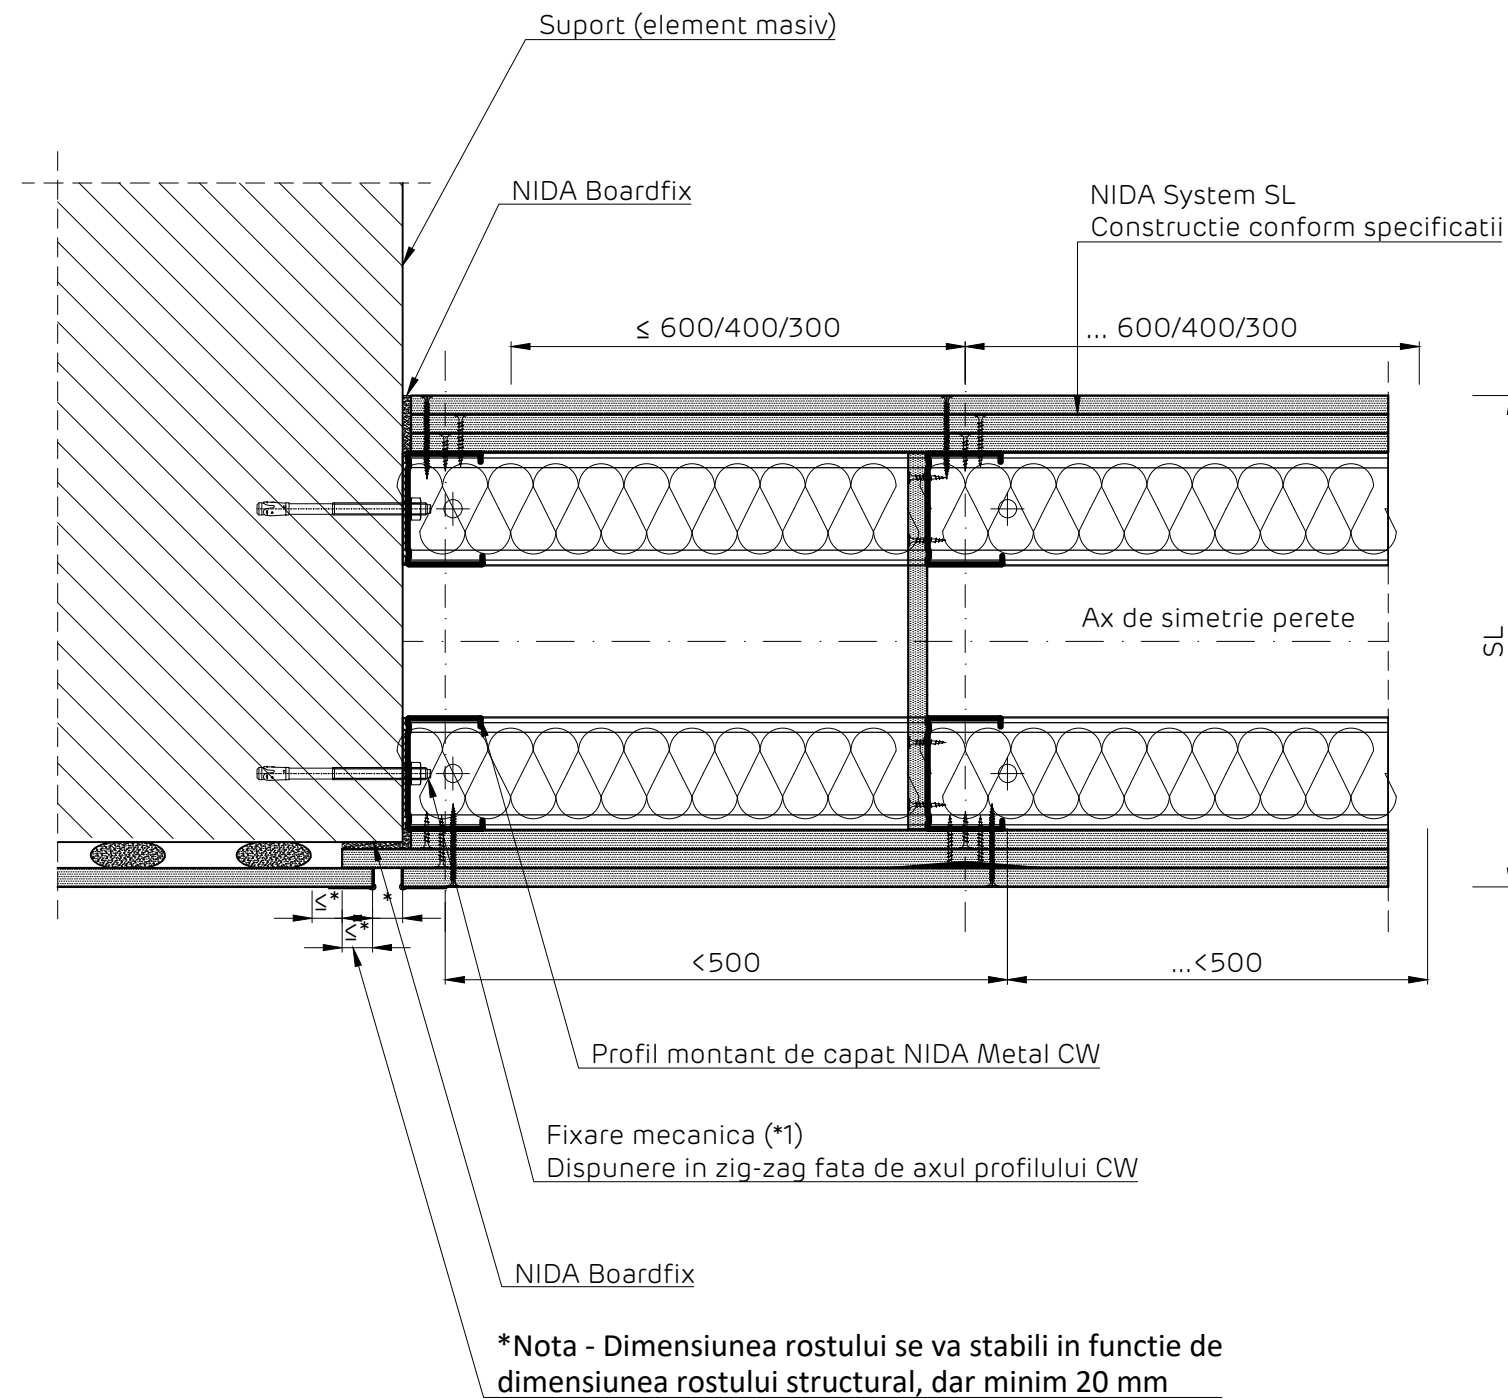 Suport (element masiv)
NIDA Boardfix
NIDA System SL
Constructie conform specificatii
≤ 600/400/300
... 600/400/300
Ax de simetrie perete
SL
≤*
*
≤*
<500
...<500
Profil montant de capat NIDA Metal CW
Fixare mecanica (*1)
Dispunere in zig-zag fata de axul profilului CW
NIDA Boardfix
*Nota - Dimensiunea rostului se va stabili in functie de
dimensiunea rostului structural, dar minim 20 mm